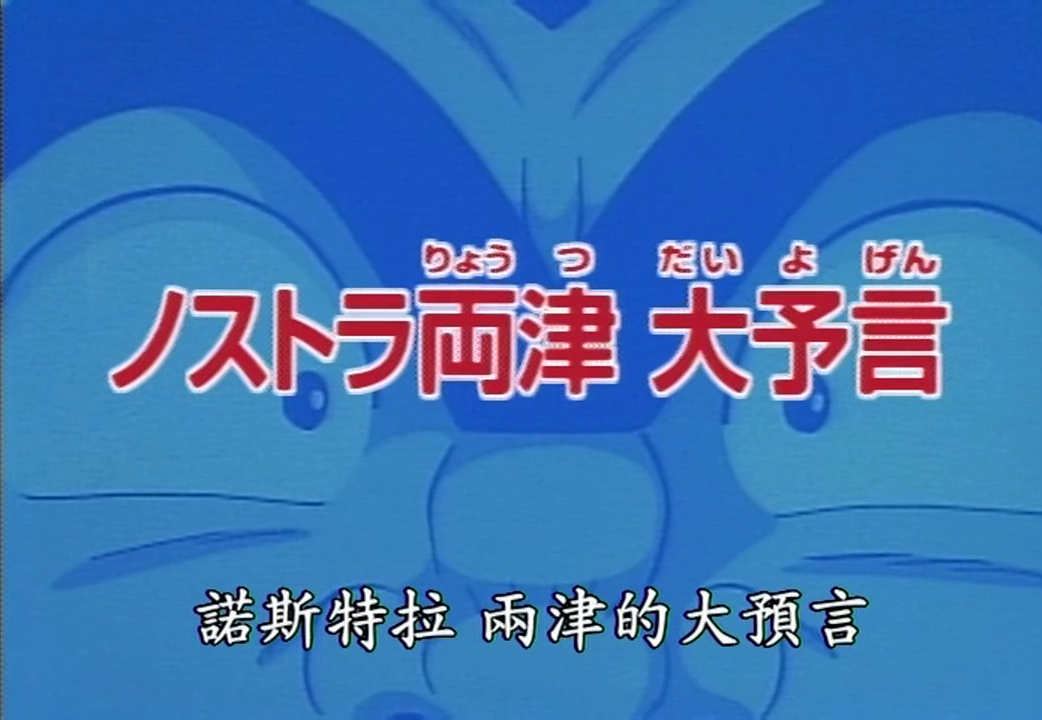 りょう つ だい よ げん
ノストラ両津 大予言
諾斯特拉 兩津的大預言